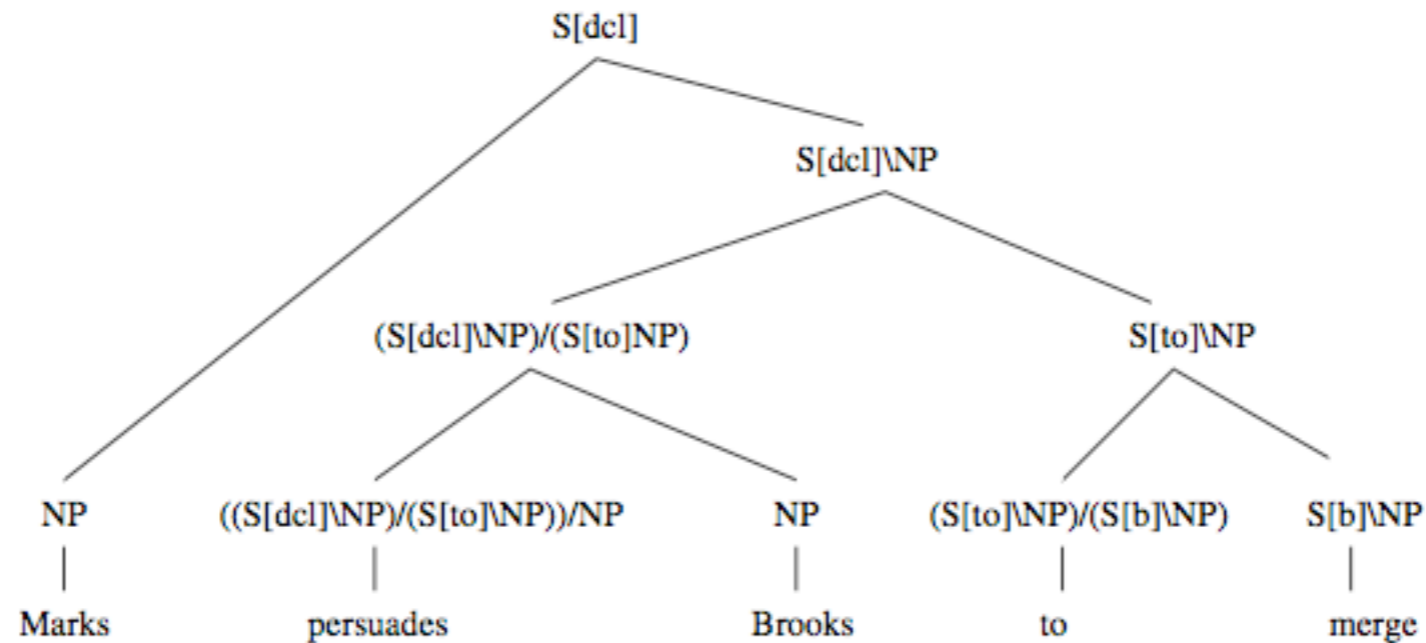 S[dcl]
S[dcl]\NP
(S[dcl]\NP)/(S[to]NP) S[to]\NP
NP ((S[dcl]\NP)/(S[to]\NP))/NP NP (S[to]\NP)/(S[b]\NP) S[b]\NP
Marks persuades Brooks to merge